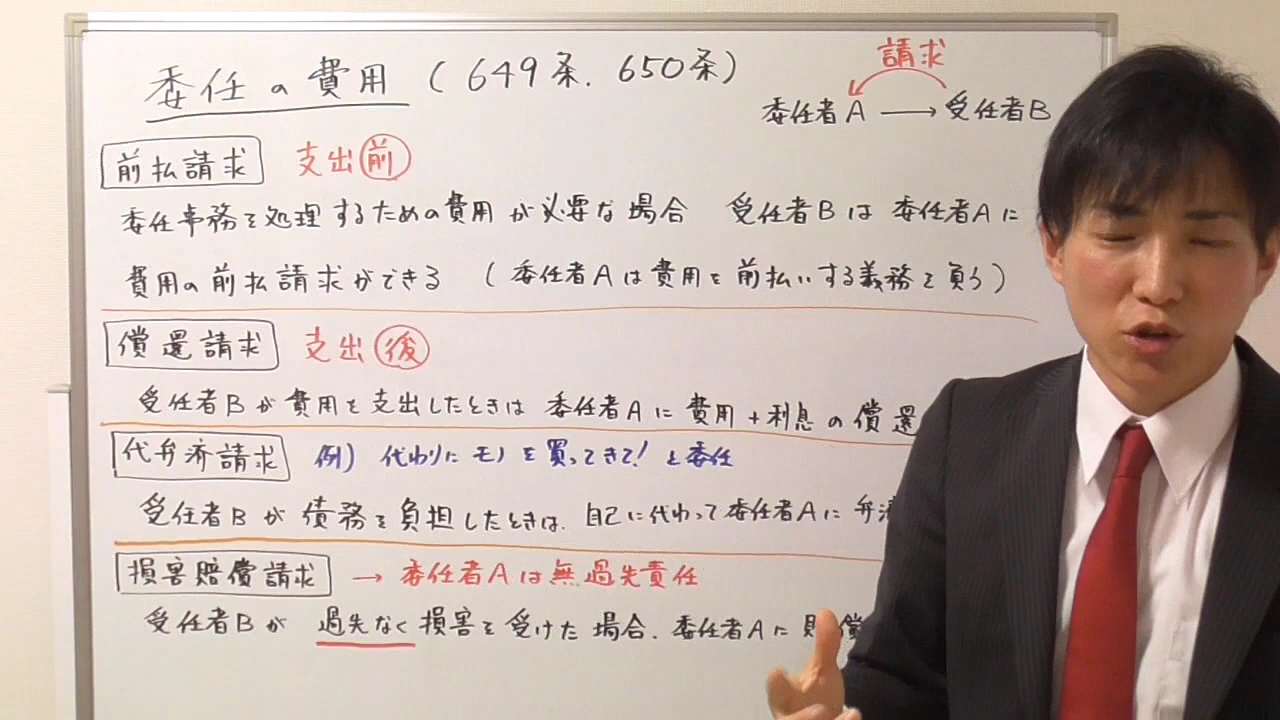 委任の費用(649条.650条)
請求
委任者A → 受任者B
前払請求 支出前
委任事務を処理するための費用が必要な場合 受任者Bは委任者Aに
費用の前払請求ができる (委任者Aは費用を前払いする義務を負う)
償還請求 支出後
受任者Bが費用を支出したときは 委任者Aに費用+利息の償還
代弁済請求 例) 代わりにモノを買ってきて!と委任
受任者Bが債務を負担したときは.自己に代わって委任者Aに弁済
損害賠償請求 → 委任者Aは無過失責任
受任者Bが 過失なく損害を受けた場合.委任者Aに賠償